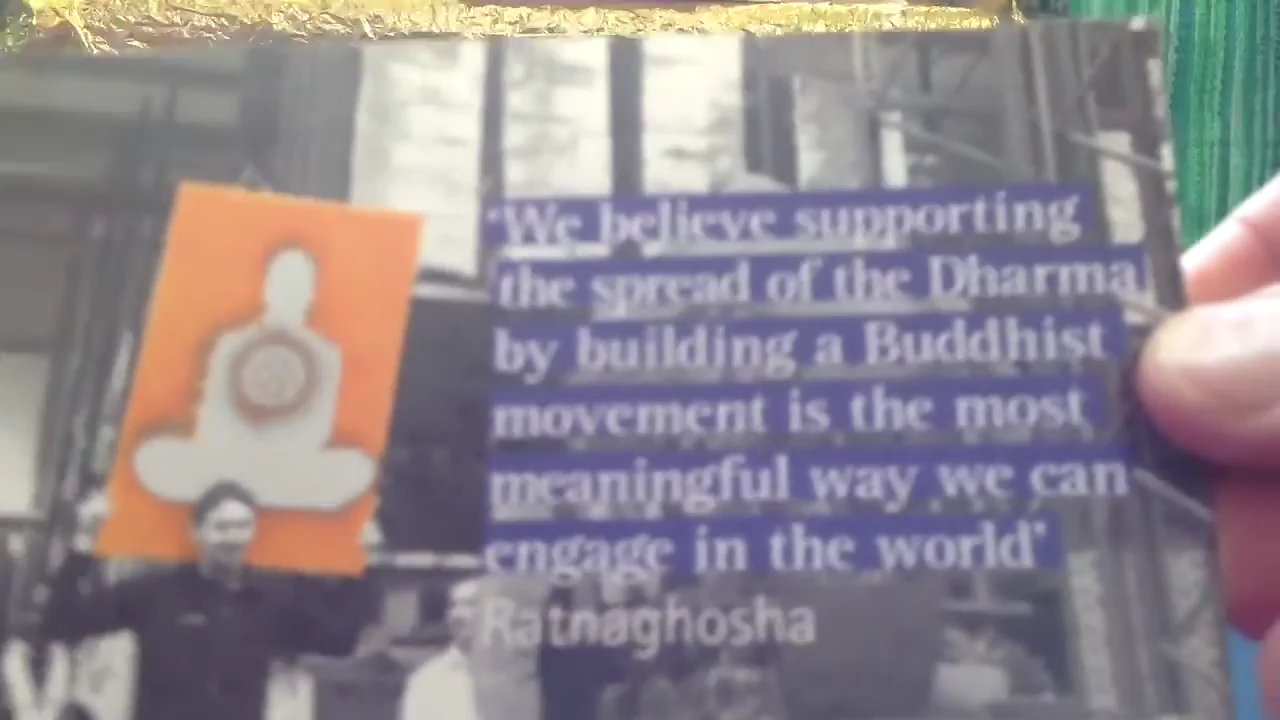 ‘We believe supporting
the spread of the Dharma
by building a Buddhist
movement is the most
meaningful way we can
engage in the world’
Ratnaghosha